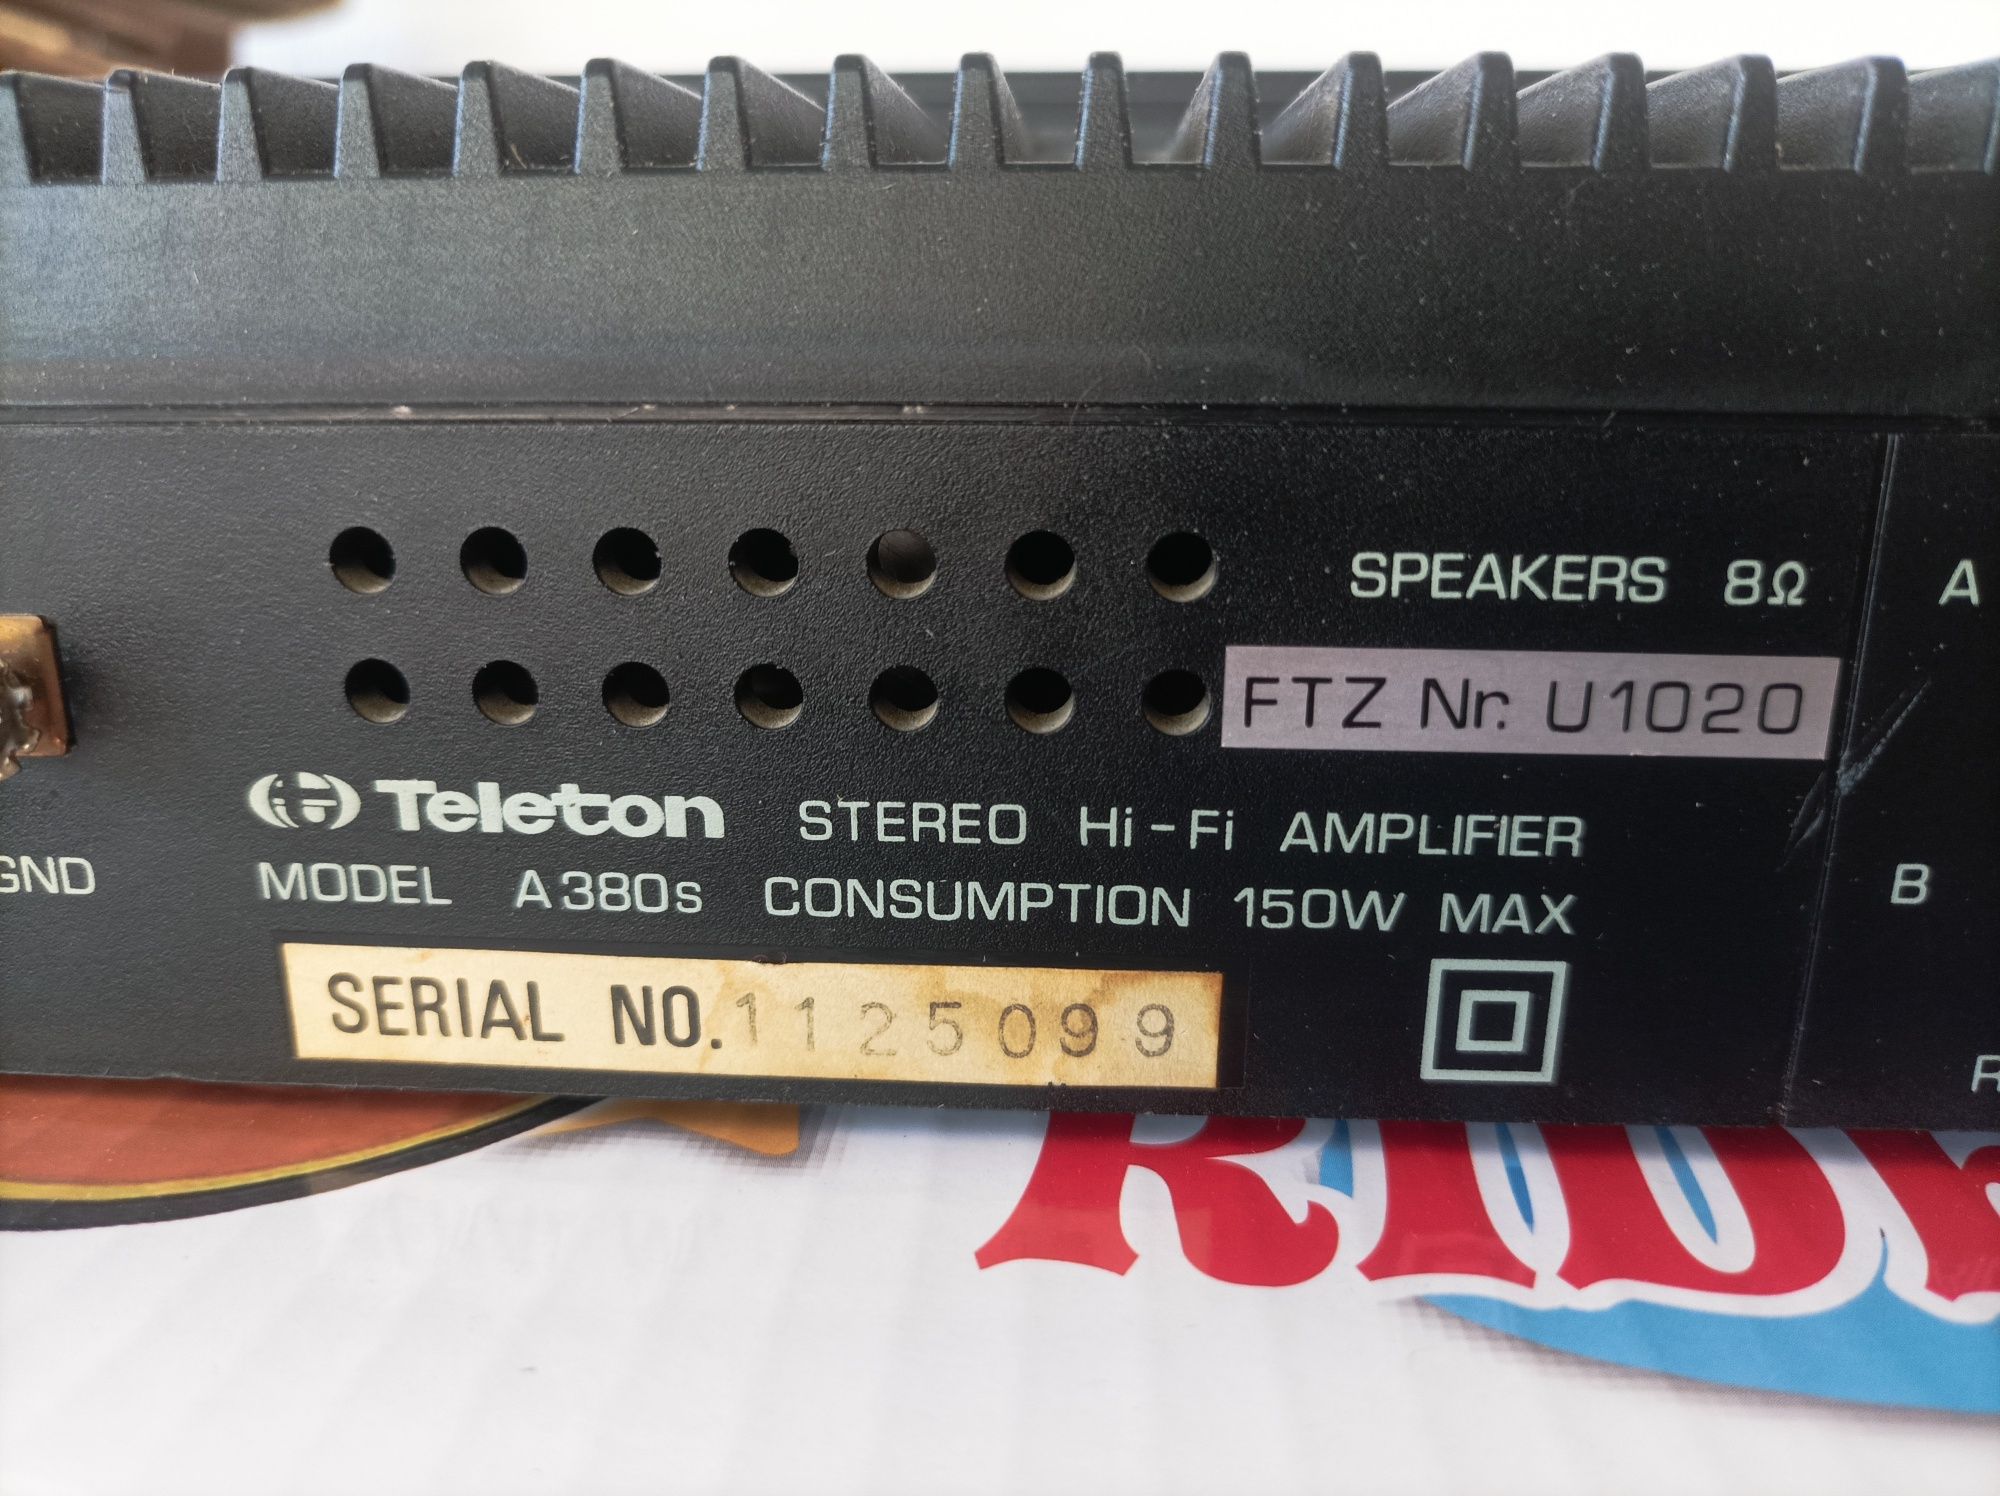 SPEAKERS 8Ω
A
FTZ Nr. U1020
Teleton STEREO Hi-Fi AMPLIFIER
GND
MODEL A380s CONSUMPTION 150W MAX
B
SERIAL NO. 1125099
R